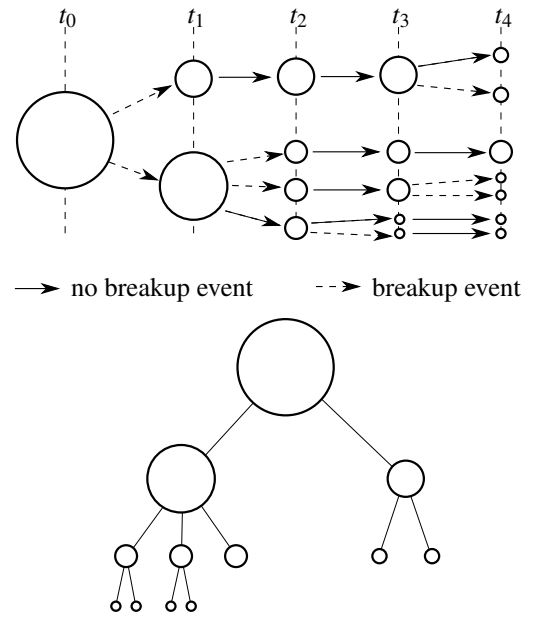 t₀ t₁ t₂ t₃ t₄
no breakup event breakup event